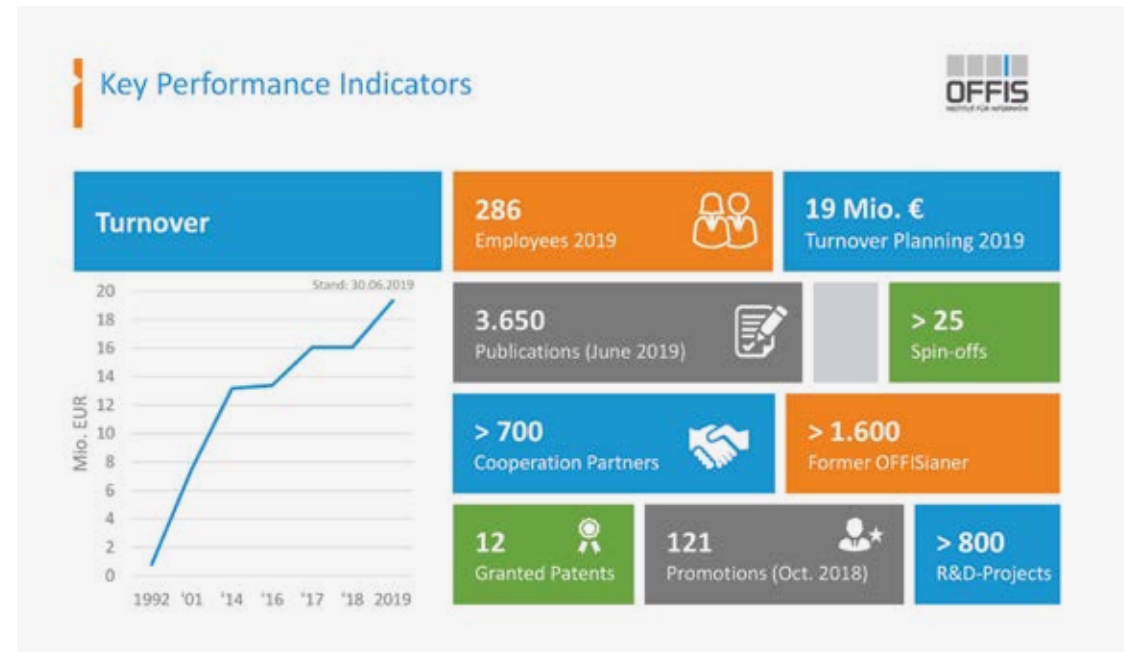 Key Performance Indicators
OFFIS
INSTITUT FÜR INFORMATIK
Turnover
Stand: 30.06.2019
Mio. EUR
20
18
16
14
12
10
8
6
4
2
0
1992 '01 '14 '16 '17 '18 2019
286
Employees 2019
19 Mio. €
Turnover Planning 2019
3.650
Publications (June 2019)
> 25
Spin-offs
> 700
Cooperation Partners
> 1.600
Former OFFISianer
12
Granted Patents
121
Promotions (Oct. 2018)
> 800
R&D-Projects